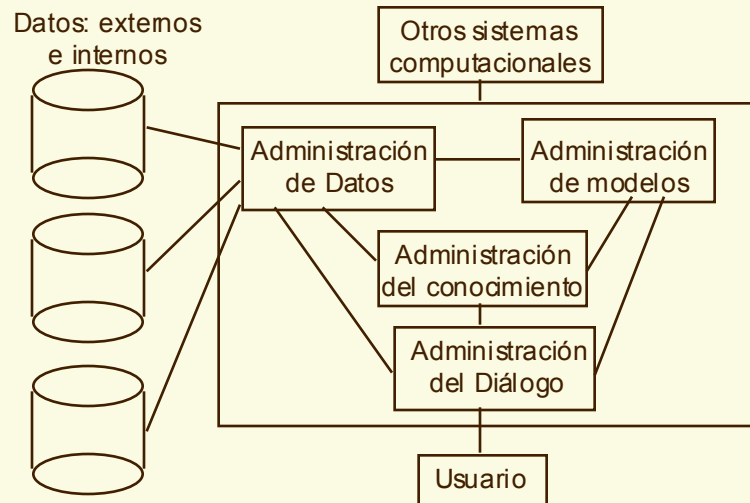 Datos: externos
e internos
Otros sistemas
computacionales
Administración
de Datos
Administración
de modelos
Administración
del conocimiento
Administración
del Diálogo
Usuario